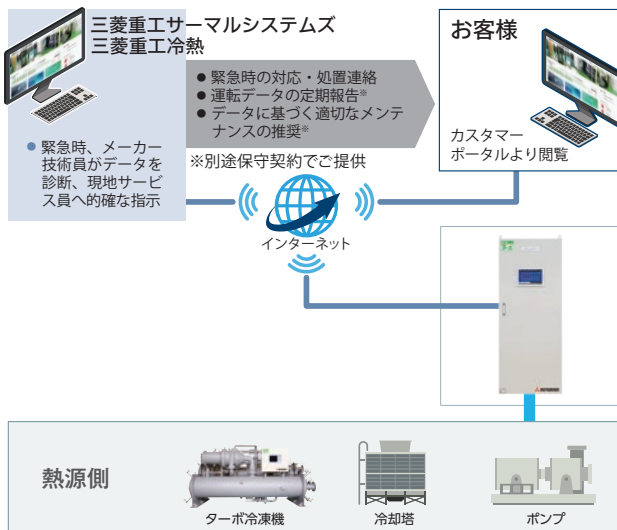 三菱重工サーマルシステムズ
三菱重工冷熱
● 緊急時、メーカー
技術員がデータを
診断、現地サービ
ス員へ的確な指示
● 緊急時の対応・処置連絡
● 運転データの定期報告※
● データに基づく適切なメンテ
ナンスの推奨※
※別途保守契約でご提供
お客様
カスタマー
ポータルより閲覧
インターネット
熱源側
ターボ冷凍機
冷却塔
ポンプ